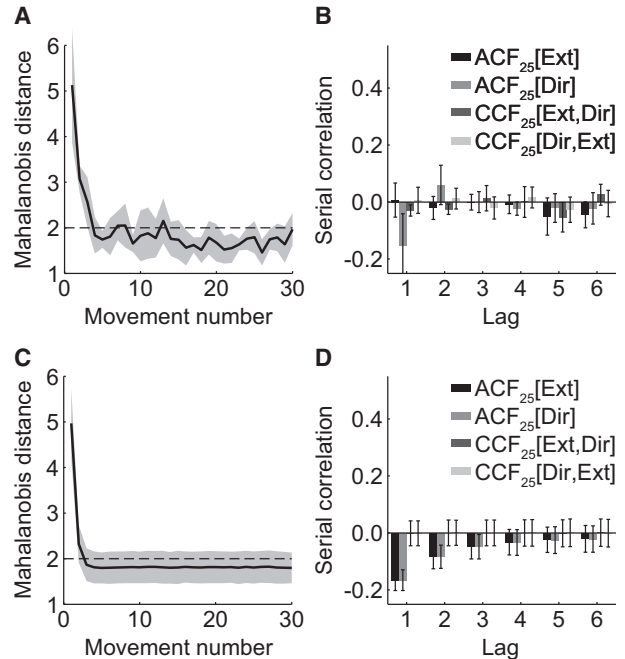 A
Mahalanobis distance
6
5
4
3
2
1
0 10 20 30
Movement number
B
Serial correlation
0.4
0.2
0.0
-0.2
ACF25[Ext]
ACF25[Dir]
CCF25[Ext,Dir]
CCF25[Dir,Ext]
1 2 3 4 5 6
Lag
C
Mahalanobis distance
6
5
4
3
2
1
0 10 20 30
Movement number
D
Serial correlation
0.4
0.2
0.0
-0.2
ACF25[Ext]
ACF25[Dir]
CCF25[Ext,Dir]
CCF25[Dir,Ext]
1 2 3 4 5 6
Lag